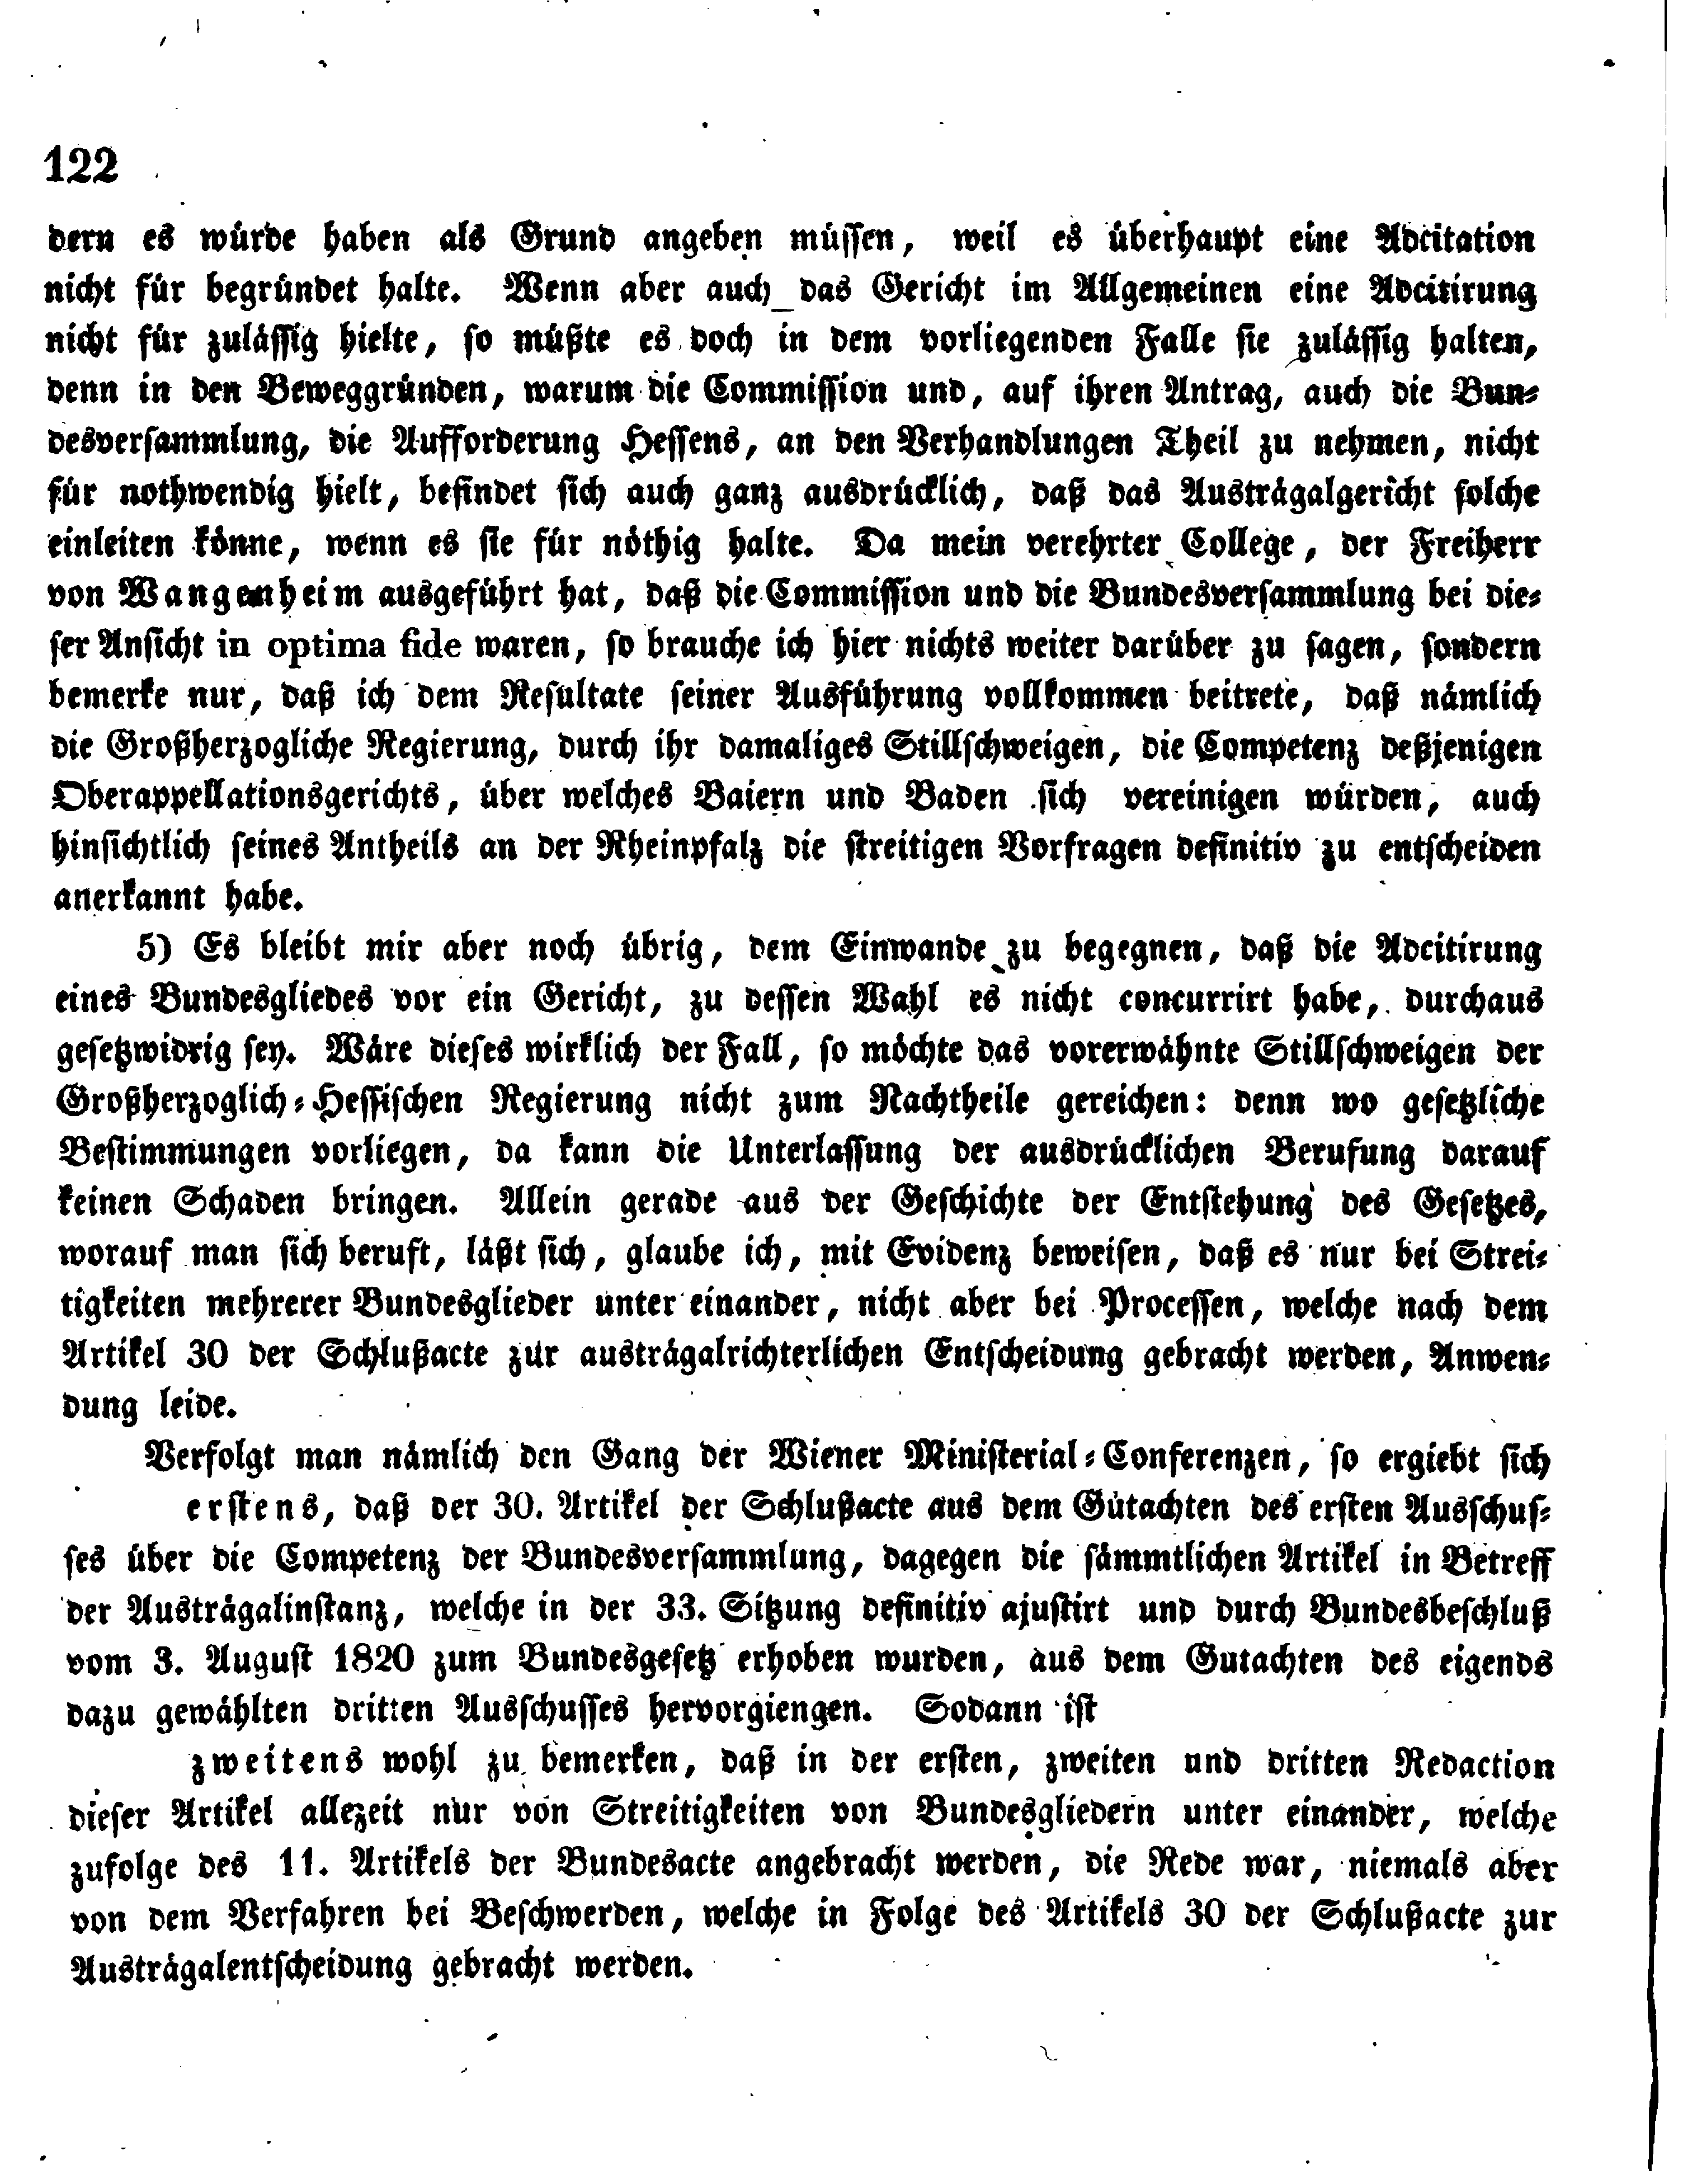 122
dern es würde haben als Grund angeben müssen, weil es überhaupt eine Adcitation
nicht für begründet halte. Wenn aber auch das Gericht im Allgemeinen eine Adcitirung
nicht für zulässig hielte, so müßte es doch in dem vorliegenden Falle sie zulässig halten,
denn in den Beweggründen, warum die Commission und, auf ihren Antrag, auch die Bun-
desversammlung, die Aufforderung Hessens, an den Verhandlungen Theil zu nehmen, nicht
für nothwendig hielt, befindet sich auch ganz ausdrücklich, daß das Austrägalgericht solche
einleiten könne, wenn es sie für nöthig halte. Da mein verehrter College, der Freiherr
von Wangenheim ausgeführt hat, daß die Commission und die Bundesversammlung bei die-
ser Ansicht in optima fide waren, so brauche ich hier nichts weiter darüber zu sagen, sondern
bemerke nur, daß ich dem Resultate seiner Ausführung vollkommen beitrete, daß nämlich
die Großherzogliche Regierung, durch ihr damaliges Stillschweigen, die Competenz deßjenigen
Oberappellationsgerichts, über welches Baiern und Baden sich vereinigen würden, auch
hinsichtlich seines Antheils an der Rheinpfalz die streitigen Vorfragen definitiv zu entscheiden
anerkannt habe.
5) Es bleibt mir aber noch übrig, dem Einwande zu begegnen, daß die Adcitirung
eines Bundesgliedes vor ein Gericht, zu dessen Wahl es nicht concurrirt habe, durchaus
gesetzwidrig sey. Wäre dieses wirklich der Fall, so möchte das vorerwähnte Stillschweigen der
Großherzoglich-Hessischen Regierung nicht zum Nachtheile gereichen: denn wo gesetzliche
Bestimmungen vorliegen, da kann die Unterlassung der ausdrücklichen Berufung darauf
keinen Schaden bringen. Allein gerade aus der Geschichte der Entstehung des Gesetzes,
worauf man sich beruft, läßt sich, glaube ich, mit Evidenz beweisen, daß es nur bei Strei-
tigkeiten mehrerer Bundesglieder unter einander, nicht aber bei Processen, welche nach dem
Artikel 30 der Schlußacte zur austrägalrichterlichen Entscheidung gebracht werden, Anwen-
dung leide.
Verfolgt man nämlich den Gang der Wiener Ministerial-Conferenzen, so ergiebt sich
erstens, daß der 30. Artikel der Schlußacte aus dem Gutachten des ersten Ausschus-
ses über die Competenz der Bundesversammlung, dagegen die sämmtlichen Artikel in Betreff
der Austrägalinstanz, welche in der 33. Sitzung definitiv ajustirt und durch Bundesbeschluß
vom 3. August 1820 zum Bundesgesetz erhoben wurden, aus dem Gutachten des eigends
dazu gewählten dritten Ausschusses hervorgiengen. Sodann ist
zweitens wohl zu bemerken, daß in der ersten, zweiten und dritten Redaction
dieser Artikel allezeit nur von Streitigkeiten von Bundesgliedern unter einander, welche
zufolge des 11. Artikels der Bundesacte angebracht werden, die Rede war, niemals aber
von dem Verfahren bei Beschwerden, welche in Folge des Artikels 30 der Schlußacte zur
Austrägalentscheidung gebracht werden.